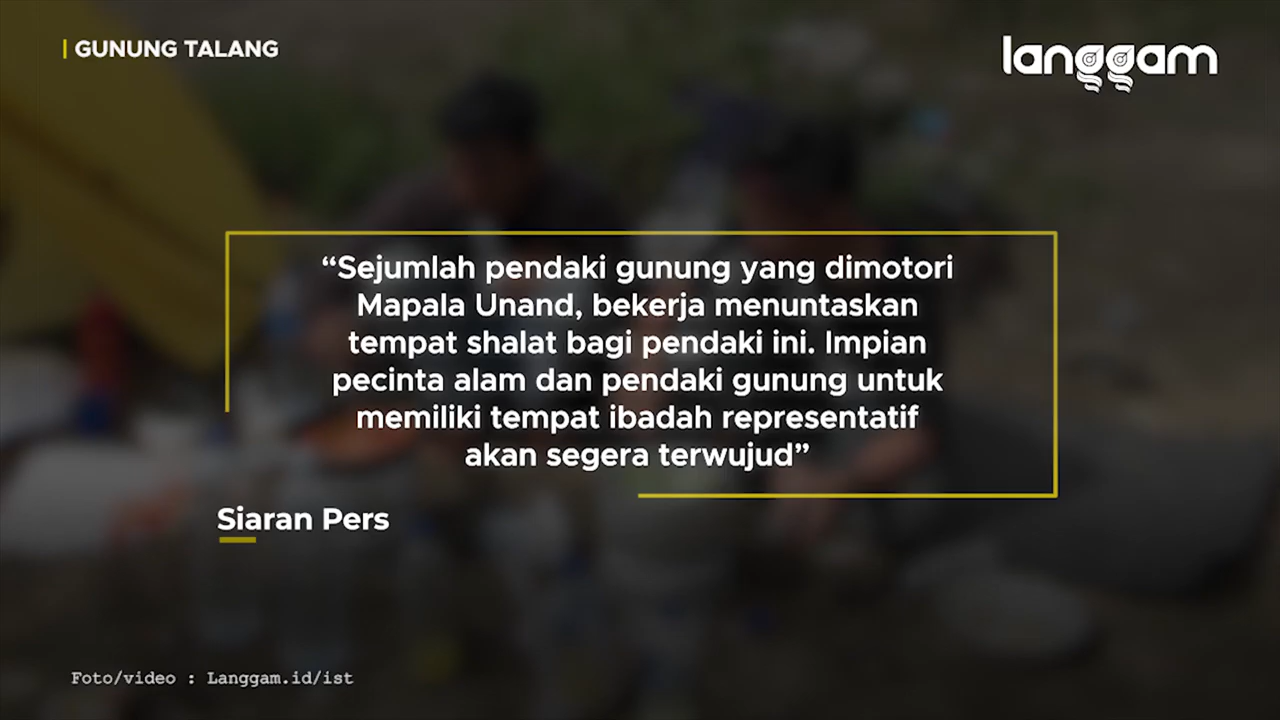 GUNUNG TALANG
langgam
“Sejumlah pendaki gunung yang dimotori
Mapala Unand, bekerja menuntaskan
tempat shalat bagi pendaki ini. Impian
pecinta alam dan pendaki gunung untuk
memiliki tempat ibadah representatif
akan segera terwujud”
Siaran Pers
Foto/video : Langgam.id/ist